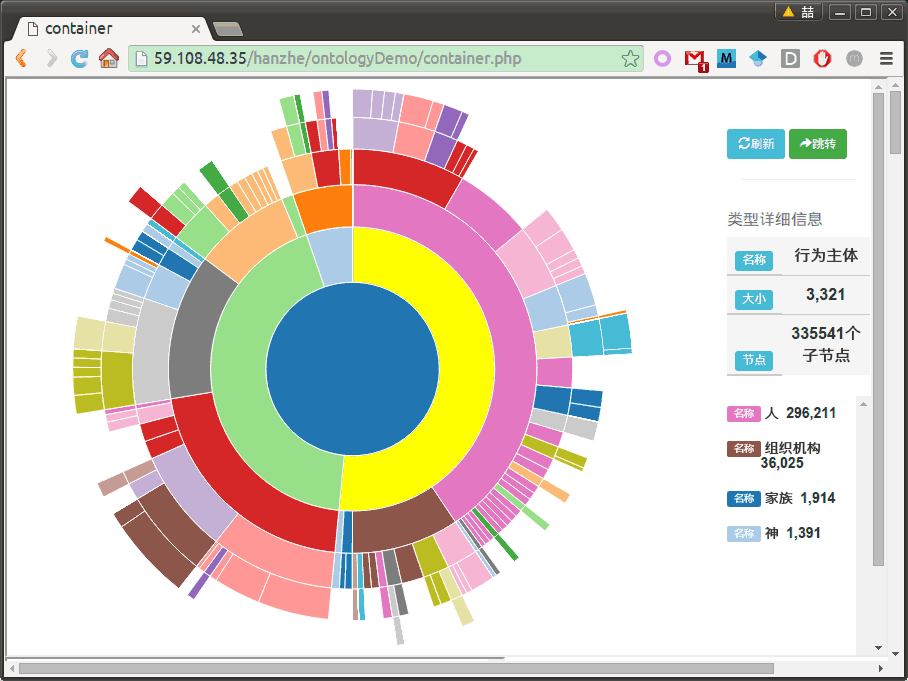 喆
container
59.108.48.35/hanzhe/ontologyDemo/container.php
1
M
D
m
刷新 跳转
类型详细信息
名称 行为主体
大小 3,321
节点 335541个
子节点
名称 人 296,211
名称 组织机构
36,025
名称 家族 1,914
名称 神 1,391